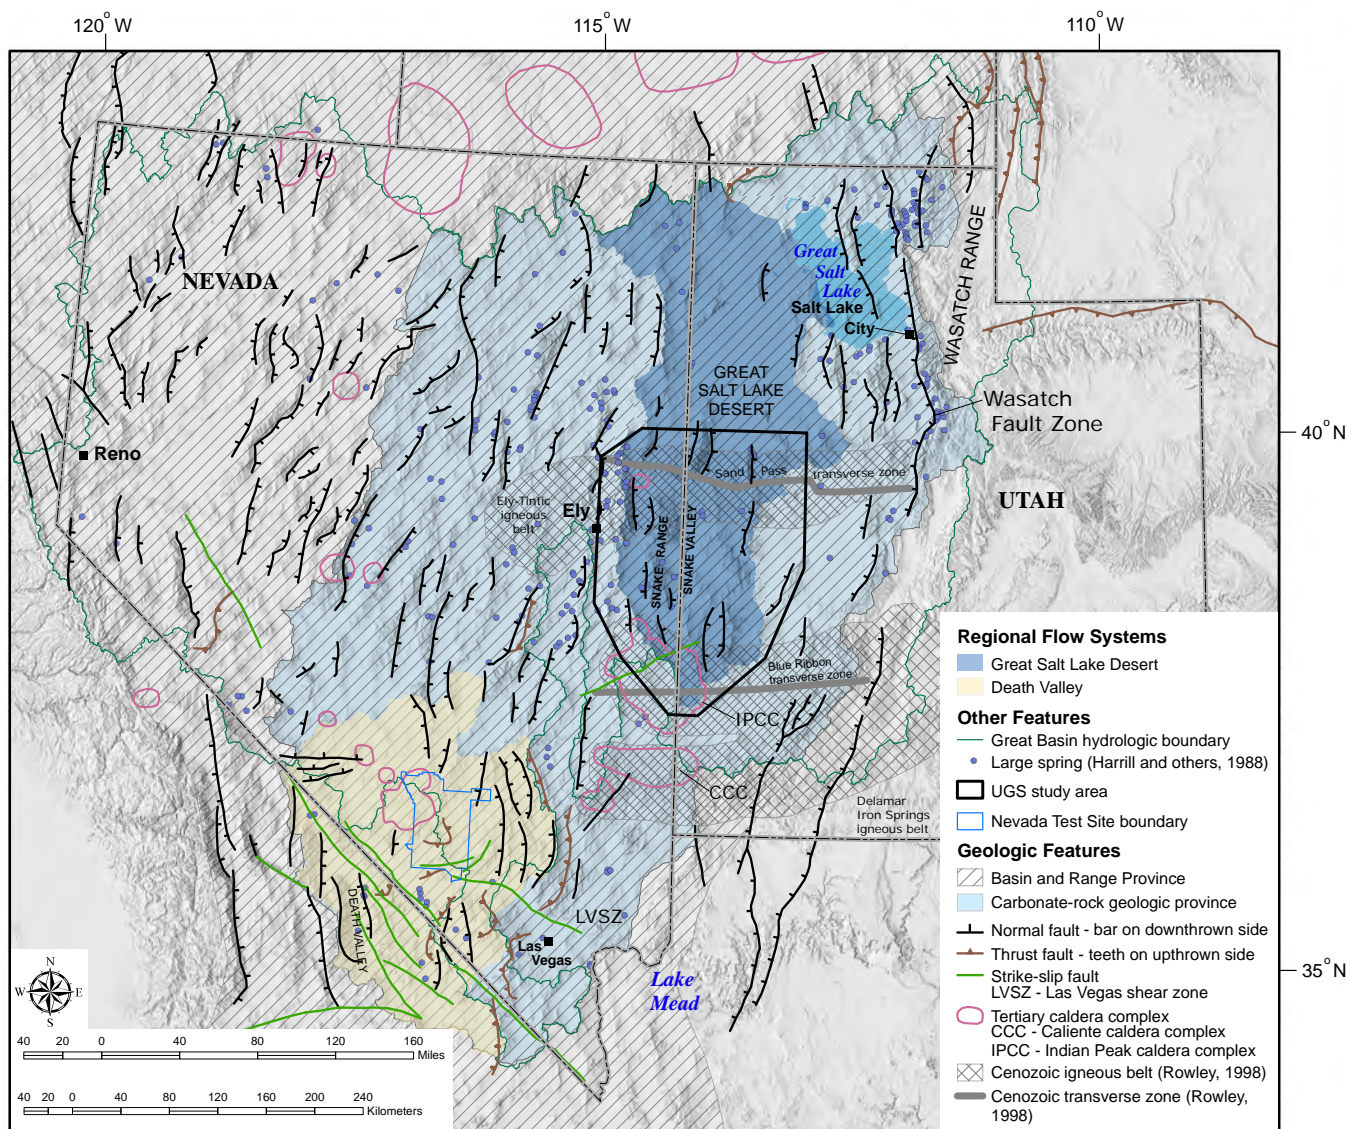 120° W
115° W
110° W
NEVADA
Great
Salt
Lake
Salt Lake
City
WASATCH RANGE
GREAT
SALT LAKE
DESERT
Wasatch
Fault Zone
40° N
Reno
Sand Pass transverse zone
Ely-Tintic
igneous
belt
Ely
UTAH
SNAKE RANGE
SNAKE VALLEY
Blue Ribbon
transverse zone
IPCC
CCC
Delamar
Iron Springs
igneous belt
DEATH VALLEY
LVSZ
Las
Vegas
Lake
Mead
35° N
N
W E
S
40 20 0 40 80 120 160
Miles
40 20 0 40 80 120 160 200 240
Kilometers
Regional Flow Systems
Great Salt Lake Desert
Death Valley
Other Features
Great Basin hydrologic boundary
Large spring (Harrill and others, 1988)
UGS study area
Nevada Test Site boundary
Geologic Features
Basin and Range Province
Carbonate-rock geologic province
Normal fault - bar on downthrown side
Thrust fault - teeth on upthrown side
Strike-slip fault
LVSZ - Las Vegas shear zone
Tertiary caldera complex
CCC - Caliente caldera complex
IPCC - Indian Peak caldera complex
Cenozoic igneous belt (Rowley, 1998)
Cenozoic transverse zone (Rowley,
1998)